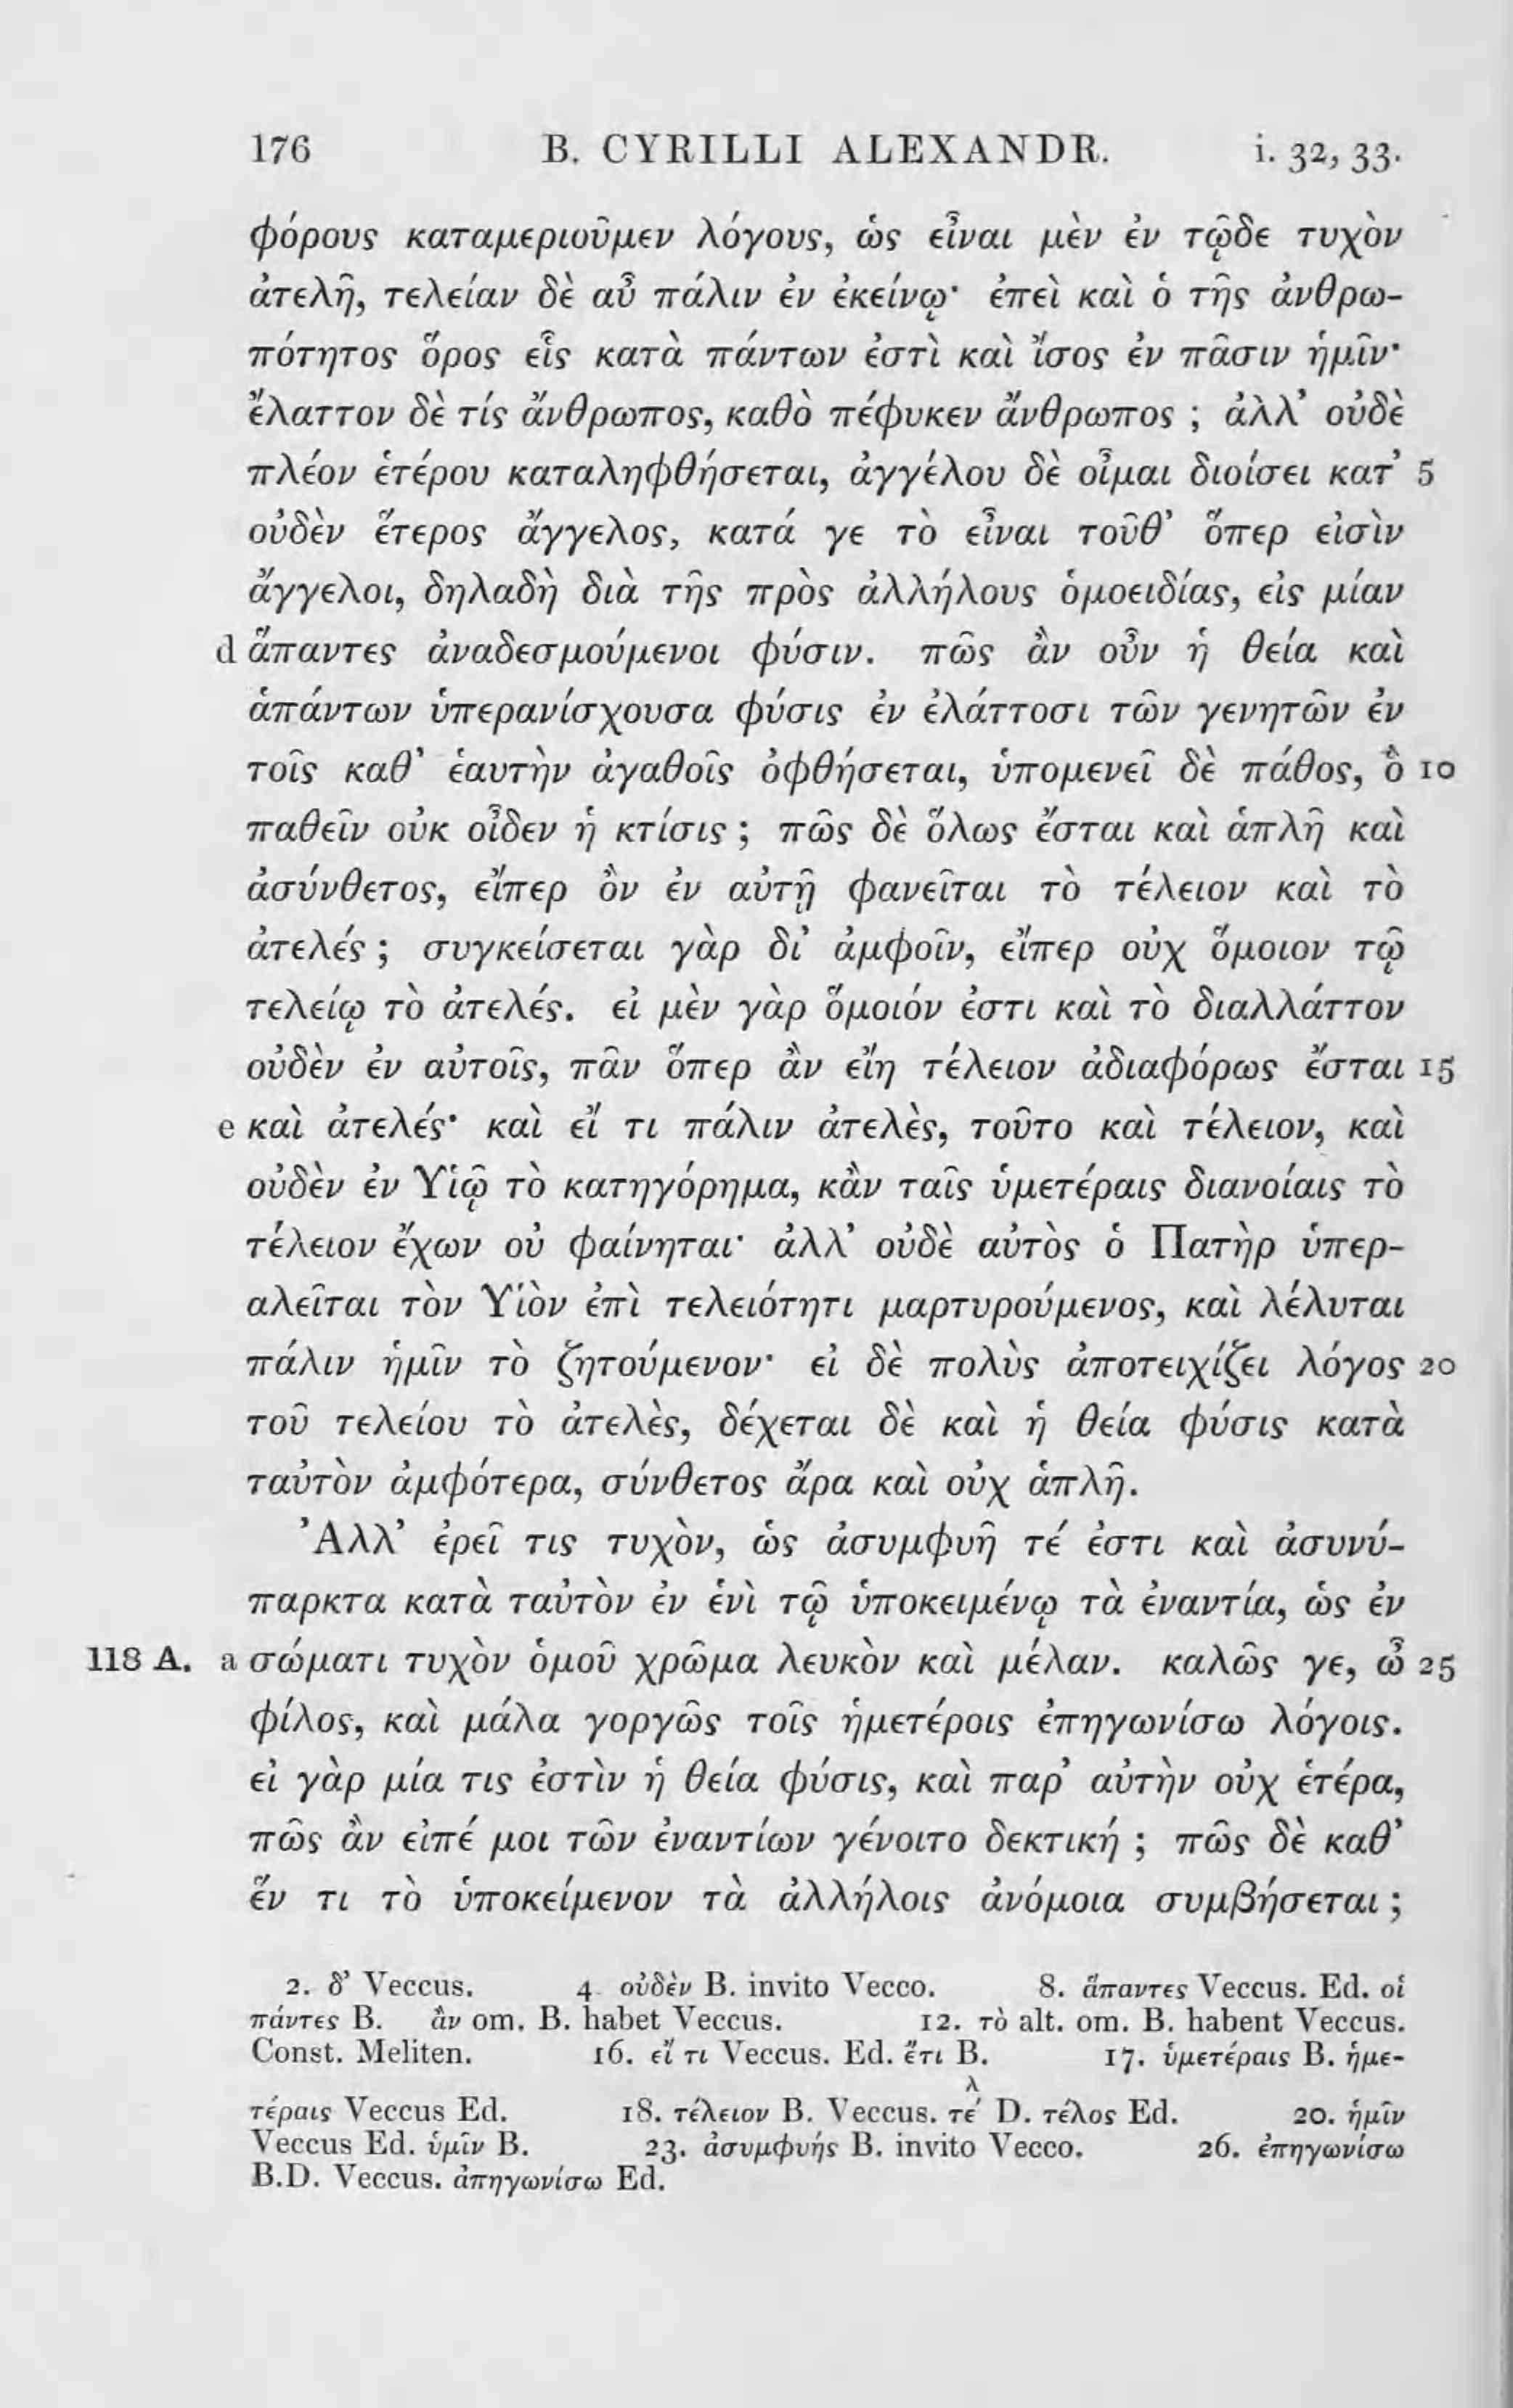 176 B. CYRILLI ALEXANDR. i. 32, 33.
φόρους καταμεριοῦμεν λόγους, ὡς εἶναι μὲν ἐν τῷδε τυχὸν
ἀτελῆ, τελείαν δὲ αὖ πάλιν ἐν ἐκείνῳ· ἐπεὶ καὶ ὁ τῆς ἀνθρω-
πότητος ὅρος εἷς κατὰ πάντων ἐστὶ καὶ ἴσος ἐν πᾶσιν ἡμῖν·
ἔλαττον δὲ τίς ἄνθρωπος, καθὸ πέφυκεν ἄνθρωπος ; ἀλλ’ οὐδὲ
πλέον ἑτέρου καταληφθήσεται, ἀγγέλου δὲ οἶμαι διοίσει κατ’ 5
οὐδὲν ἕτερος ἄγγελος, κατά γε τὸ εἶναι τοῦθ’ ὅπερ εἰσὶν
ἄγγελοι, δηλαδὴ διὰ τῆς πρὸς ἀλλήλους ὁμοειδίας, εἰς μίαν
d ἅπαντες ἀναδεσμούμενοι φύσιν. πῶς ἂν οὖν ἡ θεία καὶ
ἁπάντων ὑπερανίσχουσα φύσις ἐν ἐλάττοσι τῶν γενητῶν ἐν
τοῖς καθ’ ἑαυτὴν ἀγαθοῖς ὀφθήσεται, ὑπομενεῖ δὲ πάθος, ὃ 10
παθεῖν οὐκ οἶδεν ἡ κτίσις ; πῶς δὲ ὅλως ἔσται καὶ ἁπλῆ καὶ
ἀσύνθετος, εἴπερ ὂν ἐν αὐτῇ φανεῖται τὸ τέλειον καὶ τὸ
ἀτελές ; συγκείσεται γὰρ δι’ ἀμφοῖν, εἴπερ οὐχ ὅμοιον τῷ
τελείῳ τὸ ἀτελές. εἰ μὲν γὰρ ὅμοιόν ἐστι καὶ τὸ διαλλάττον
οὐδὲν ἐν αὐτοῖς, πᾶν ὅπερ ἂν εἴη τέλειον ἀδιαφόρως ἔσται 15
e καὶ ἀτελές· καὶ εἴ τι πάλιν ἀτελὲς, τοῦτο καὶ τέλειον, καὶ
οὐδὲν ἐν Υἱῷ τὸ κατηγόρημα, κἂν ταῖς ὑμετέραις διανοίαις τὸ
τέλειον ἔχων οὐ φαίνηται· ἀλλ’ οὐδὲ αὐτὸς ὁ Πατὴρ ὑπερ-
αλεῖται τὸν Υἱὸν ἐπὶ τελειότητι μαρτυρούμενος, καὶ λέλυται
πάλιν ἡμῖν τὸ ζητούμενον· εἰ δὲ πολὺς ἀποτειχίζει λόγος 20
τοῦ τελείου τὸ ἀτελὲς, δέχεται δὲ καὶ ἡ θεία φύσις κατὰ
ταὐτὸν ἀμφότερα, σύνθετος ἄρα καὶ οὐχ ἁπλῆ.
Ἀλλ’ ἐρεῖ τις τυχὸν, ὡς ἀσυμφυῆ τέ ἐστι καὶ ἀσυνύ-
παρκτα κατὰ ταὐτὸν ἐν ἑνὶ τῷ ὑποκειμένῳ τὰ ἐναντία, ὡς ἐν
118 A. a σώματι τυχὸν ὁμοῦ χρῶμα λευκὸν καὶ μέλαν. καλῶς γε, ὦ 25
φίλος, καὶ μάλα γοργῶς τοῖς ἡμετέροις ἐπηγωνίσω λόγοις.
εἰ γὰρ μία τις ἐστὶν ἡ θεία φύσις, καὶ παρ’ αὐτὴν οὐχ ἑτέρα,
πῶς ἂν εἰπέ μοι τῶν ἐναντίων γένοιτο δεκτική ; πῶς δὲ καθ’
ἕν τι τὸ ὑποκείμενον τὰ ἀλλήλοις ἀνόμοια συμβήσεται ;
2. δ’ Veccus. 4 οὐδὲν B. invito Vecco. 8. ἅπαντες Veccus. Ed. οἱ
πάντες B. ἂν om. B. habet Veccus. 12. τὸ alt. om. B. habent Veccus.
Const. Meliten. 16. εἴ τι Veccus. Ed. ἔτι B. 17. ὑμετέραις B. ἡμε-
τέραις Veccus Ed. 18. τέλειον B. Veccus. τέλ D. τέλος Ed. 20. ἡμῖν
Veccus Ed. ὑμῖν B. 23. ἀσυμφυής B. invito Vecco. 26. ἐπηγωνίσω
B.D. Veccus. ἀπηγωνίσω Ed.